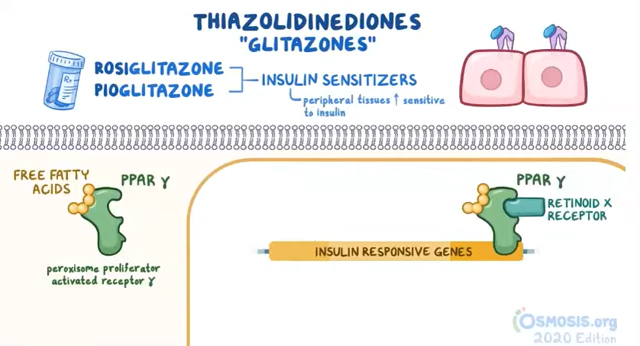 THIAZOLIDINEDIONES
"GLITAZONES"
Rx
ROSIGLITAZONE
PIOGLITAZONE
INSULIN SENSITIZERS
peripheral tissues ↑ sensitive
to insulin
FREE FATTY
ACIDS
PPAR γ
peroxisome proliferator
activated receptor γ
PPAR γ
RETINOID X
RECEPTOR
INSULIN RESPONSIVE GENES
OSMOSIS.org
2020 Edition